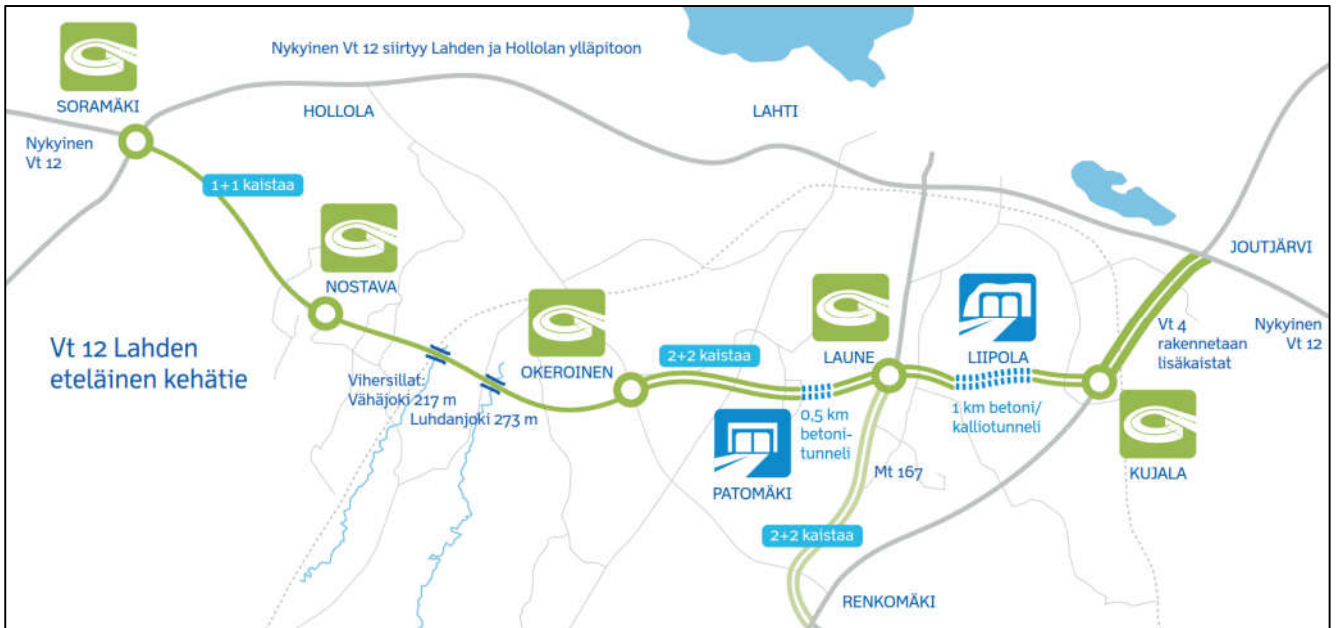 Nykyinen Vt 12 siirtyy Lahden ja Hollolan ylläpitoon
SORAMÄKI
HOLLOLA
LAHTI
Nykyinen
Vt 12
1+1 kaistaa
NOSTAVA
JOUTJÄRVI
Vt 12 Lahden
eteläinen kehätie
Vihersillat:
Vähäjoki 217 m
Luhdanjoki 273 m
OKEROINEN
2+2 kaistaa
LAUNE
LIIPOLA
Vt 4
rakennetaan
lisäkaistat
Nykyinen
Vt 12
0,5 km
betoni-
tunneli
1 km betoni/
kalliotunneli
PATOMÄKI
Mt 167
KUJALA
2+2 kaistaa
RENKOMÄKI